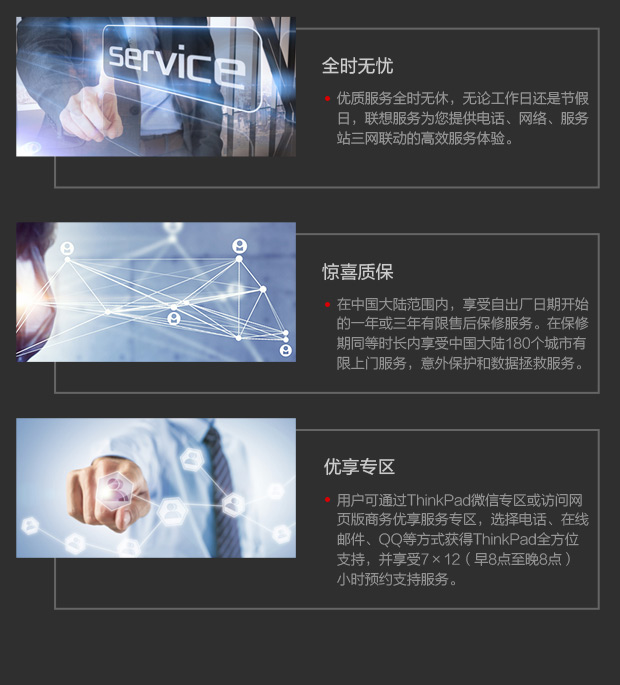 service
全时无忧
优质服务全时无休，无论工作日还是节假
日，联想服务为您提供电话、网络、服务
站三网联动的高效服务体验。
惊喜质保
在中国大陆范围内，享受自出厂日期开始
的一年或三年有限售后保修服务。在保修
期同等时长内享受中国大陆180个城市有
限上门服务，意外保护和数据拯救服务。
优享专区
用户可通过ThinkPad微信专区或访问网
页版商务优享服务专区，选择电话、在线
邮件、QQ等方式获得ThinkPad全方位
支持，并享受7×12（早8点至晚8点）
小时预约支持服务。